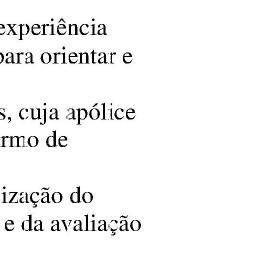 experiência
para orientar e
s, cuja apólice
rmo de
ização do
e da avaliação